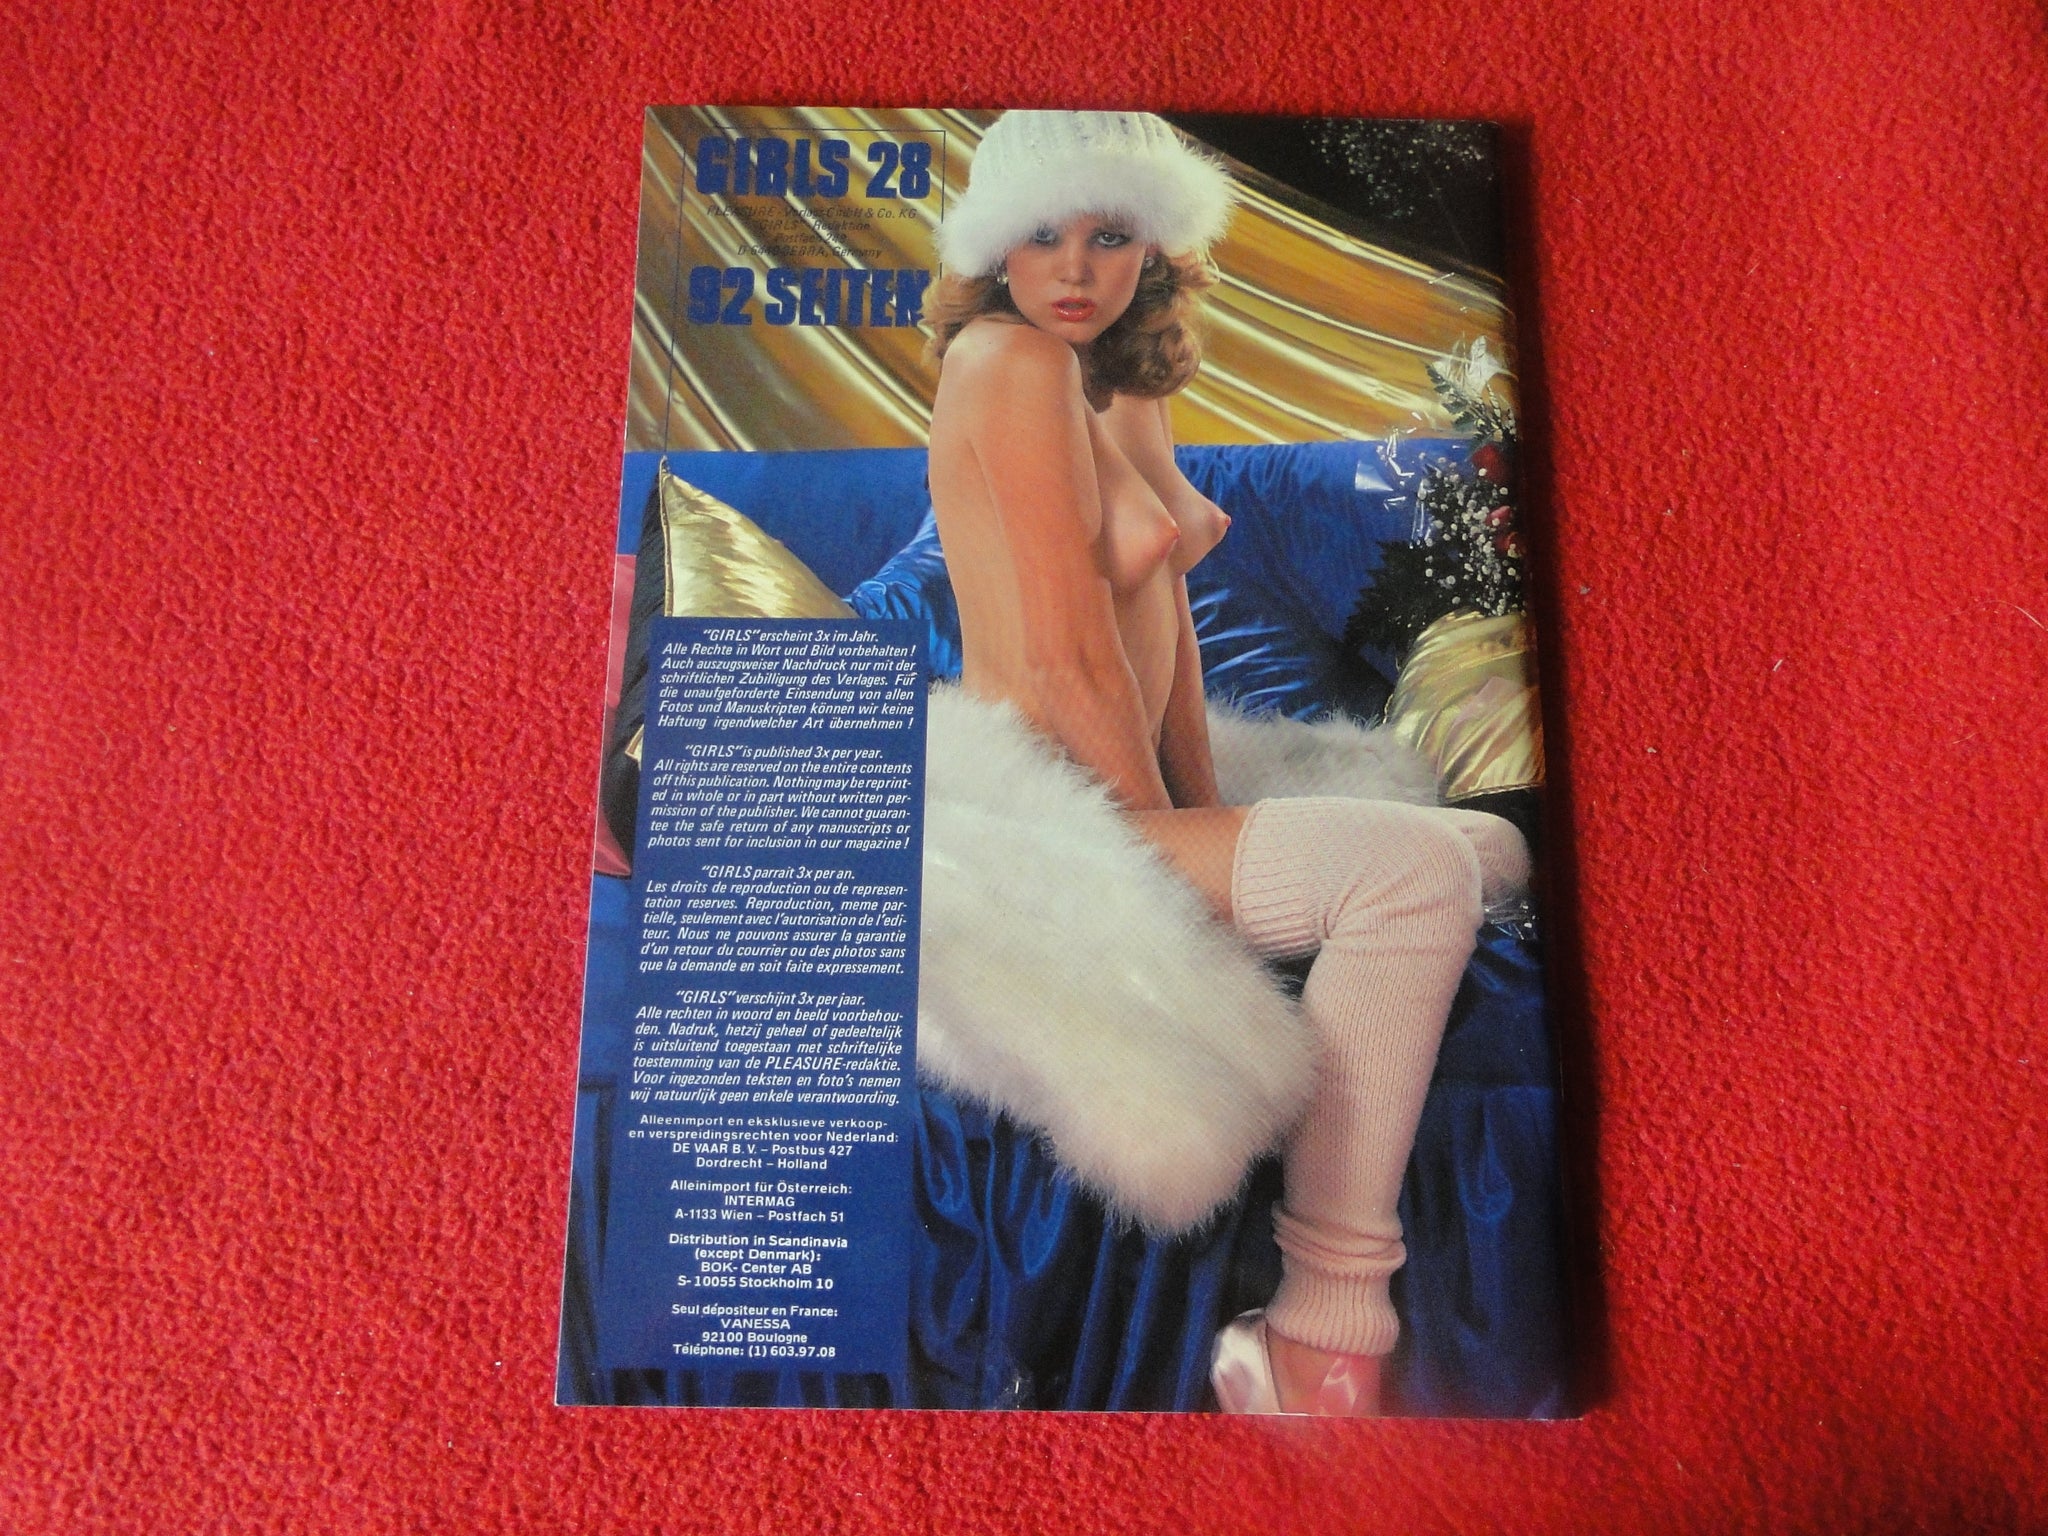 GIRLS 28
PLEASURE-Verlags-GmbH & Co. KG
"GIRLS"-Redaktion
Postfach 249
BEBRA, Germany
92 SEITEN
"GIRLS" erscheint 3x im Jahr.
Alle Rechte in Wort und Bild vorbehalten!
Auch auszugsweiser Nachdruck nur mit der
schriftlichen Zubilligung des Verlages. Für
die unaufgeforderte Einsendung von allen
Fotos und Manuskripten können wir keine
Haftung irgendwelcher Art übernehmen!
"GIRLS" is published 3x per year.
All rights are reserved on the entire contents
off this publication. Nothing may be reprint-
ed in whole or in part without written per-
mission of the publisher. We cannot guaran-
tee the safe return of any manuscripts or
photos sent for inclusion in our magazine!
"GIRLS parrait 3x per an.
Les droits de reproduction ou de represen-
tation reserves. Reproduction, meme par-
tielle, seulement avec l'autorisation de l'edi-
teur. Nous ne pouvons assurer la garantie
d'un retour du courrier ou des photos sans
que la demande en soit faite expressement.
"GIRLS" verschijnt 3x per jaar.
Alle rechten in woord en beeld voorbehou-
den. Nadruk, hetzij geheel of gedeeltelijk
is uitsluitend toegestaan met schriftelijke
toestemming van de PLEASURE-redaktie.
Voor ingezonden teksten en foto's nemen
wij natuurlijk geen enkele verantwoording.
Alleenimport en eksklusieve verkoop-
en verspreidingsrechten voor Nederland:
DE VAAR B.V. – Postbus 427
Dordrecht – Holland
Alleinimport für Österreich:
INTERMAG
A-1133 Wien – Postfach 51
Distribution in Scandinavia
(except Denmark):
BOK- Center AB
S- 10055 Stockholm 10
Seul dépositeur en France:
VANESSA
92100 Boulogne
Téléphone: (1) 603.97.08